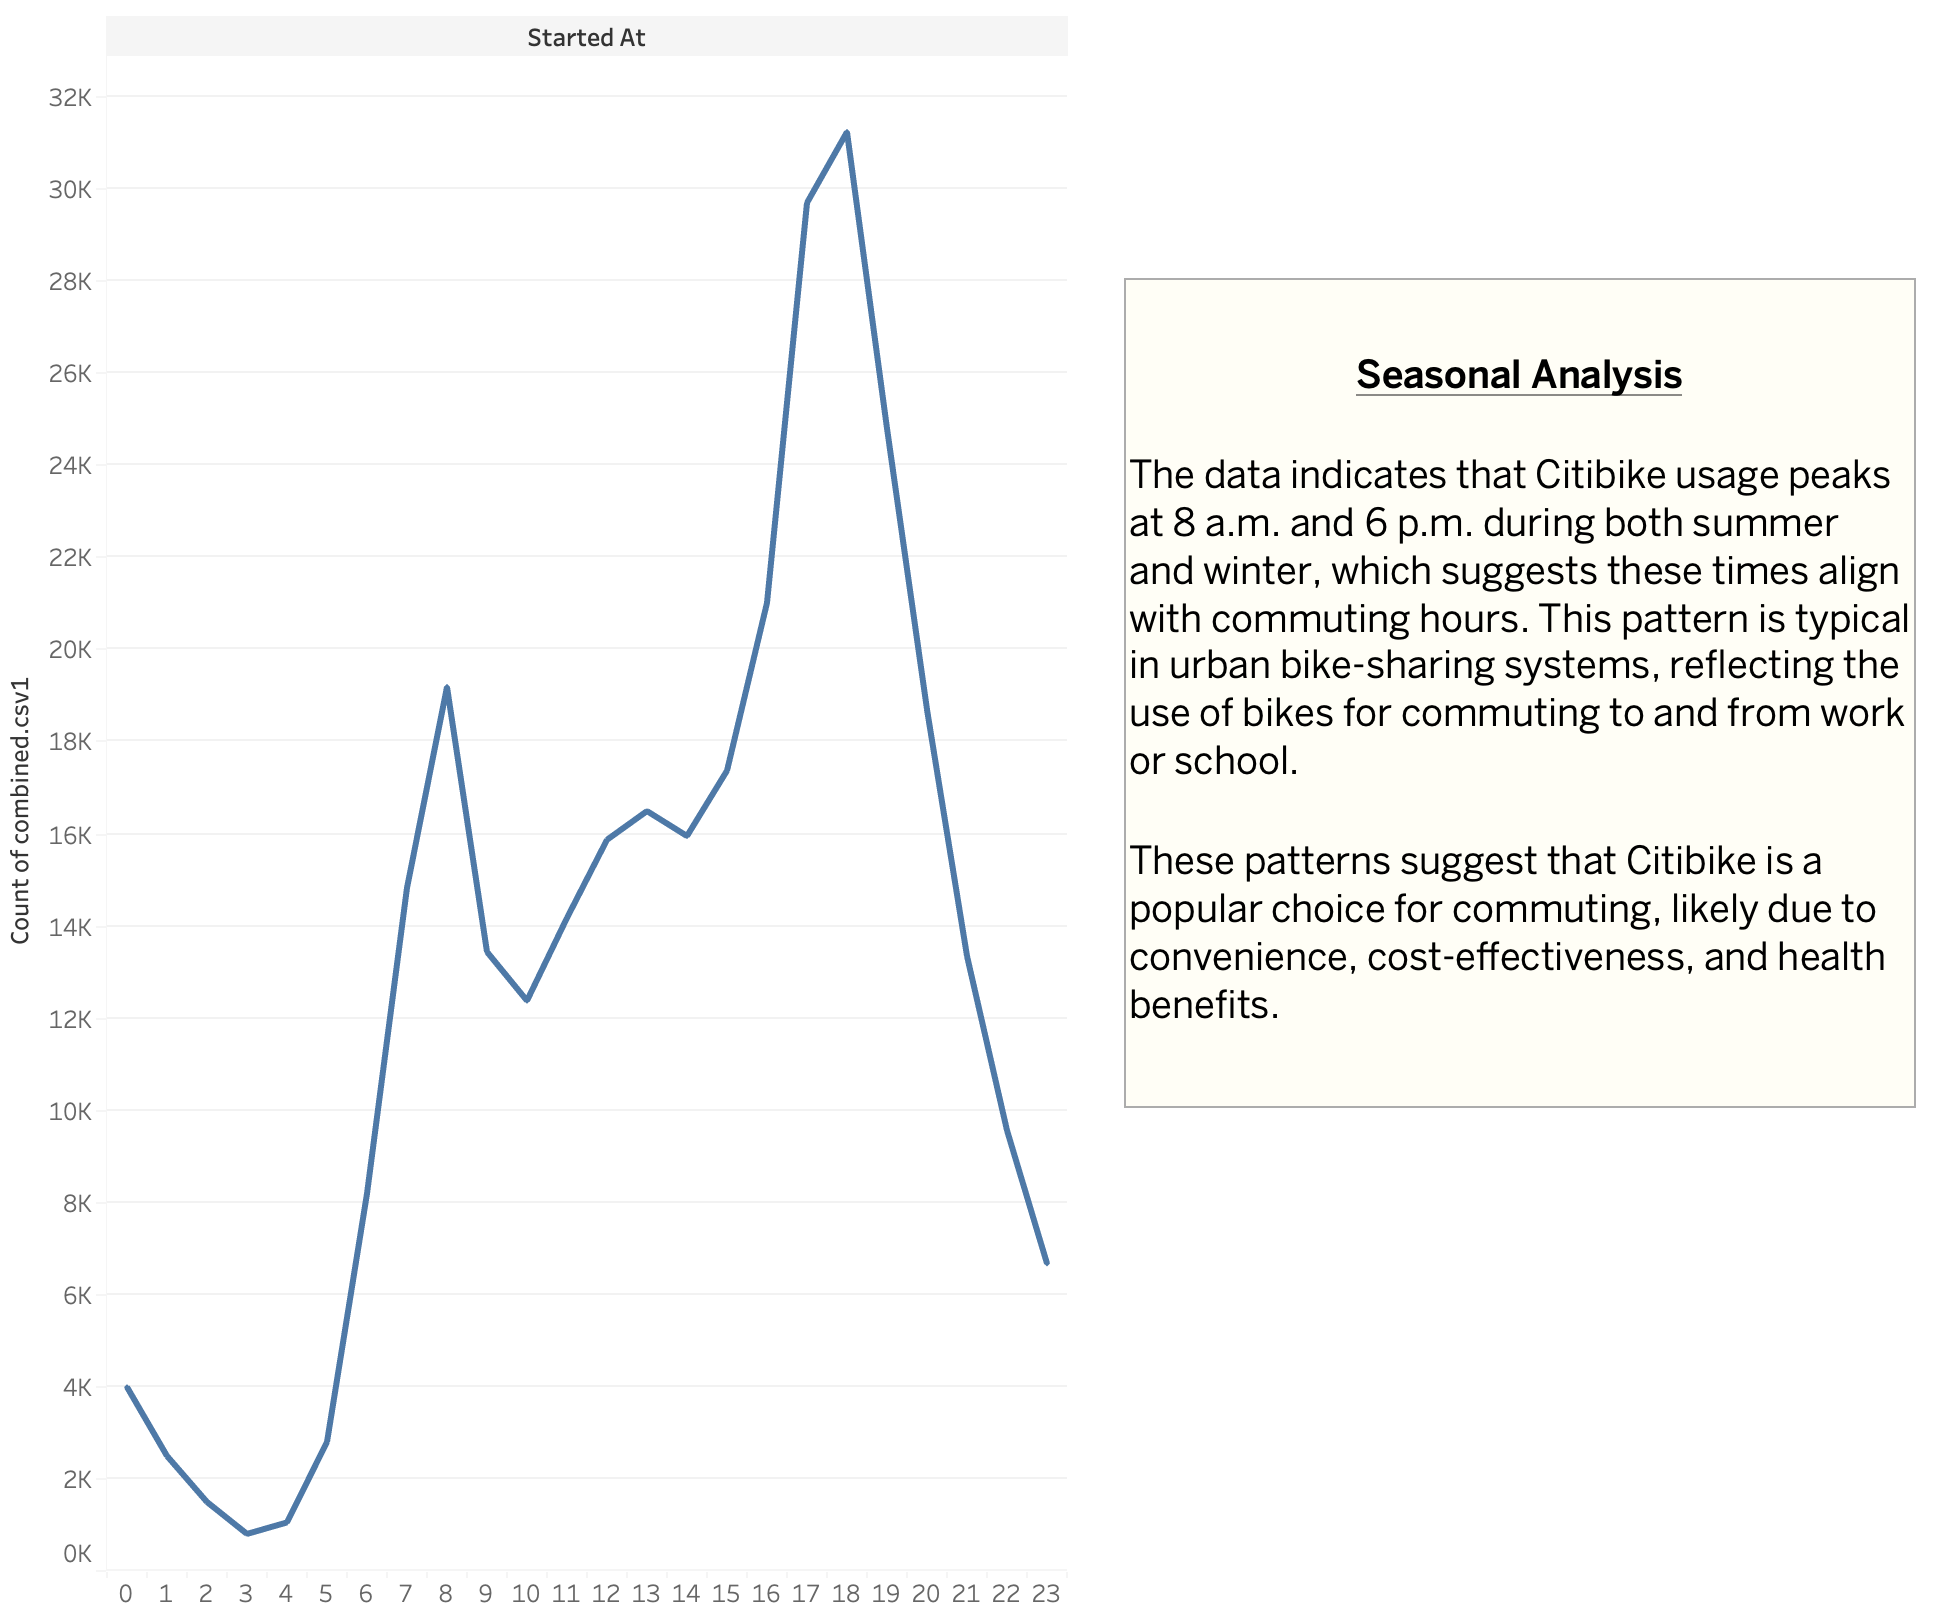 Started At
32K
30K
28K
26K
24K
22K
20K
18K
16K
14K
12K
10K
8K
6K
4K
2K
0K
Count of combined.csv1
0 1 2 3 4 5 6 7 8 9 10 11 12 13 14 15 16 17 18 19 20 21 22 23
Seasonal Analysis
The data indicates that Citibike usage peaks
at 8 a.m. and 6 p.m. during both summer
and winter, which suggests these times align
with commuting hours. This pattern is typical
in urban bike-sharing systems, reflecting the
use of bikes for commuting to and from work
or school.
These patterns suggest that Citibike is a
popular choice for commuting, likely due to
convenience, cost-effectiveness, and health
benefits.